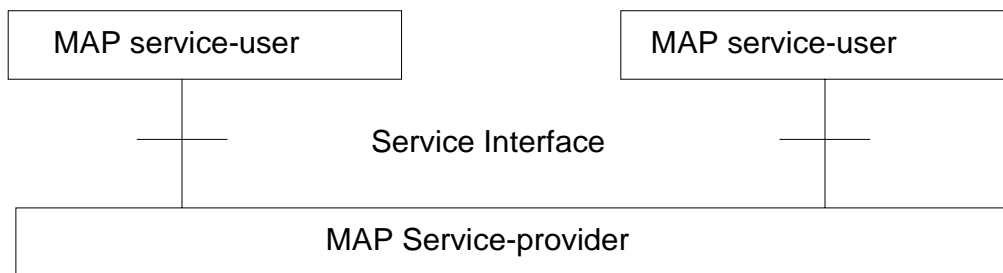 MAP service-user
MAP service-user
Service Interface
MAP Service-provider